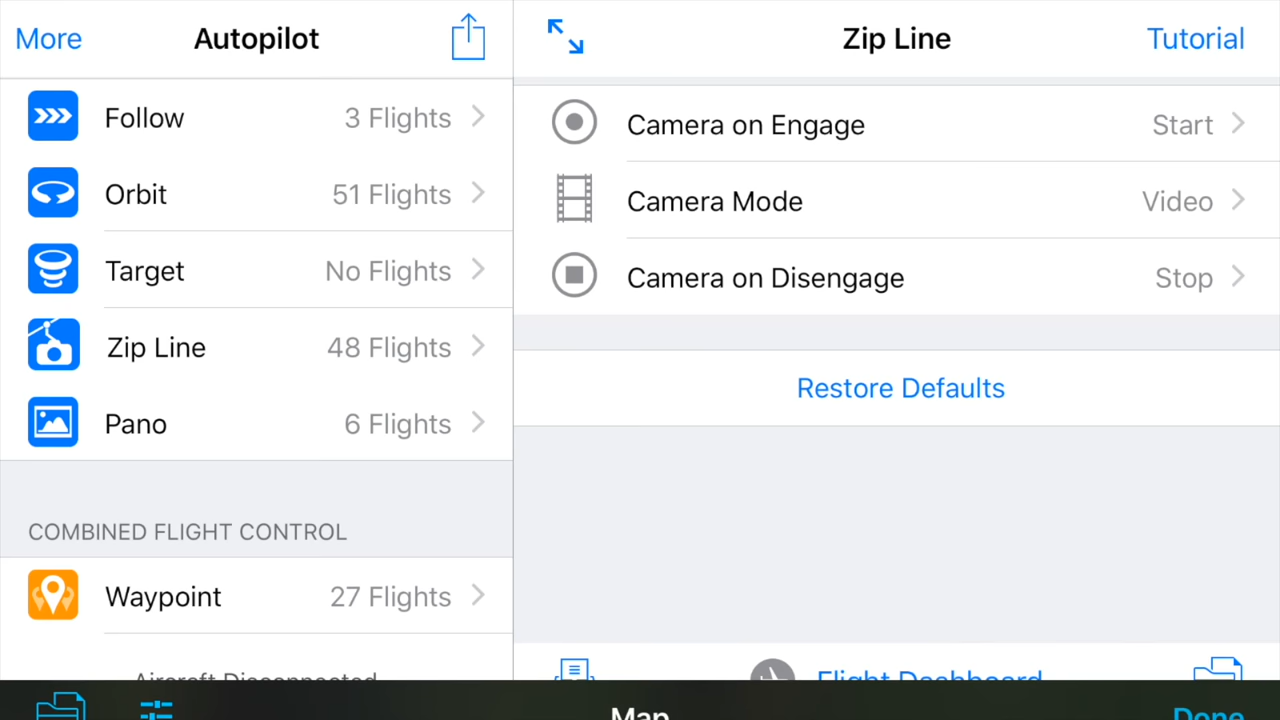 More
Autopilot
Follow
3 Flights
Orbit
51 Flights
Target
No Flights
Zip Line
48 Flights
Pano
6 Flights
COMBINED FLIGHT CONTROL
Waypoint
27 Flights
Aircraft Disconnected
Zip Line
Tutorial
Camera on Engage
Start
Camera Mode
Video
Camera on Disengage
Stop
Restore Defaults
Flight Dashboard
Map
Done